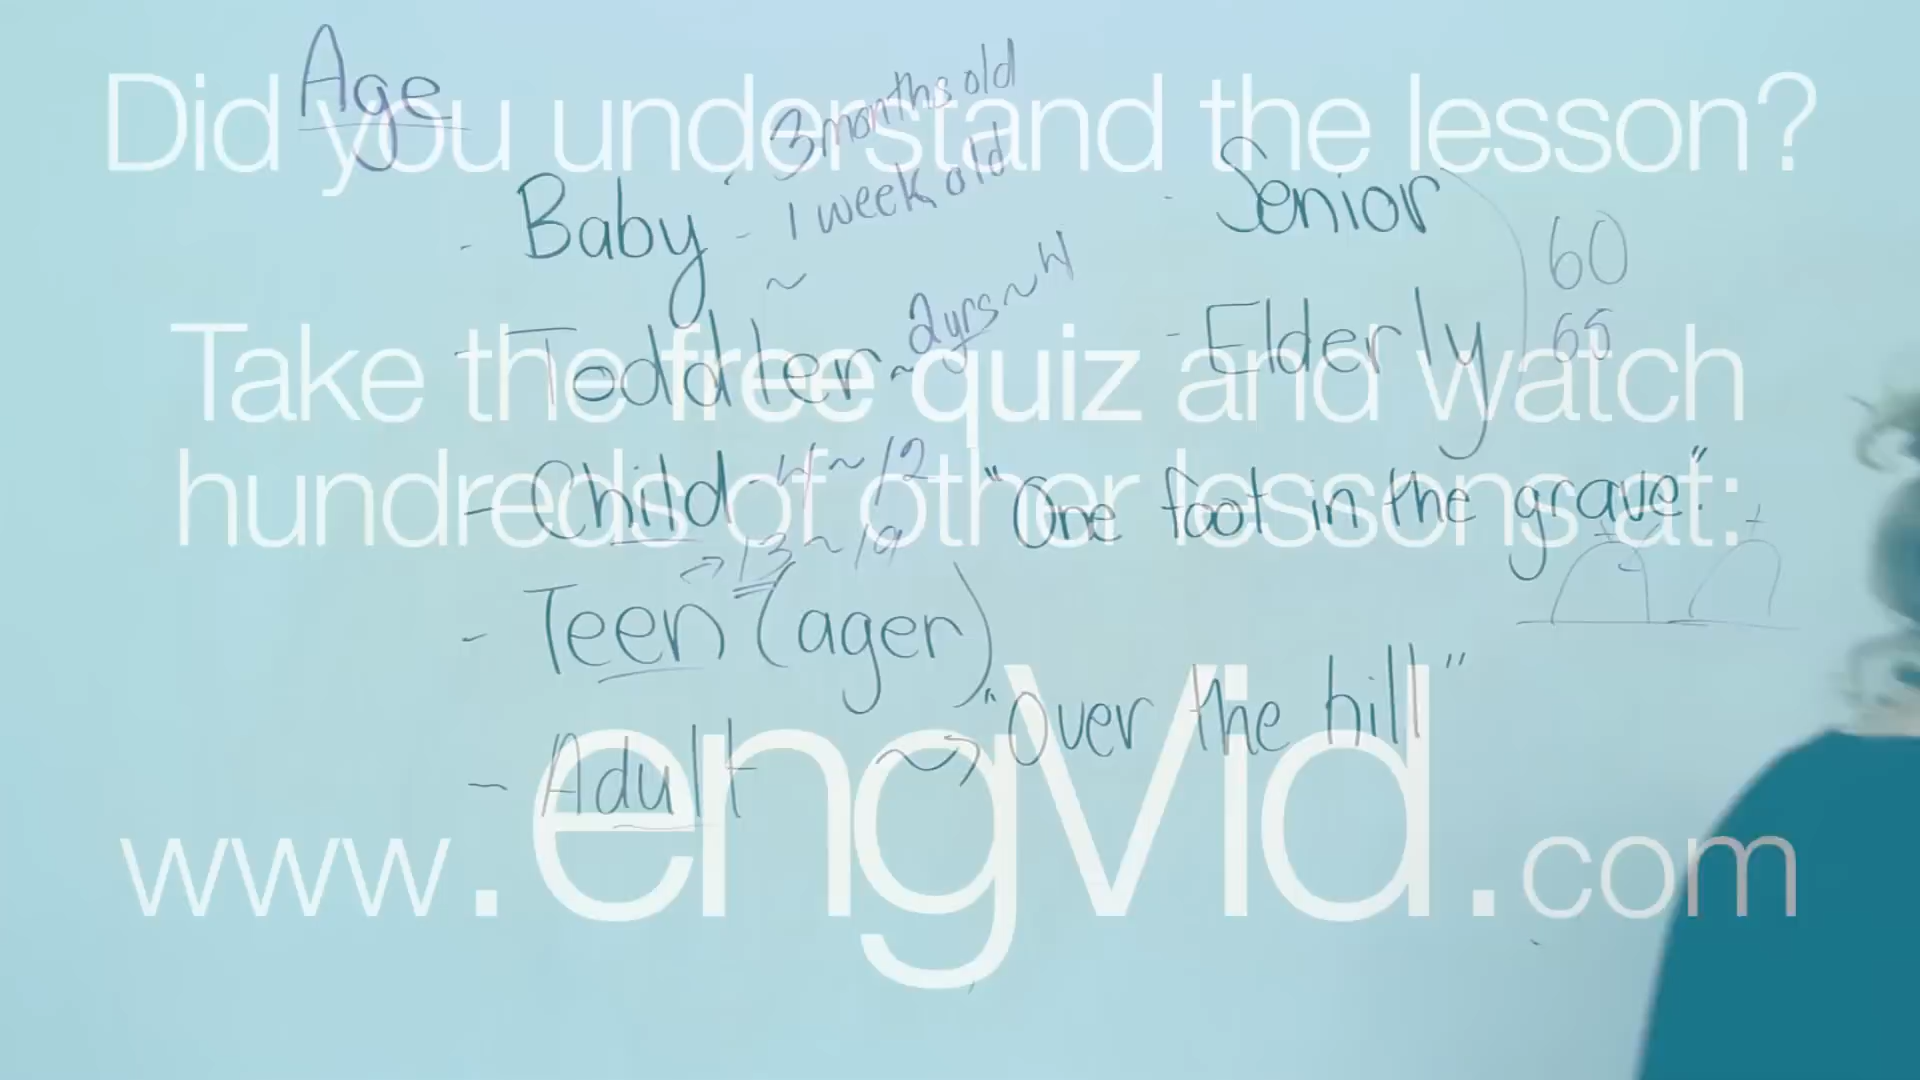 Did you understand the lesson?
Take the free quiz and watch
hundreds of other lessons at:
www.engVid.com
Age
- Baby - 3 months old
- 1 week old
~
- Toddler ~ 2yrs ~ 4
- Child - 4 ~ 12
- Teen (ager) → 13 ~ 19
- Adult ~> "Over the hill"
- Senior 60
- Elderly 65
"One foot in the grave"